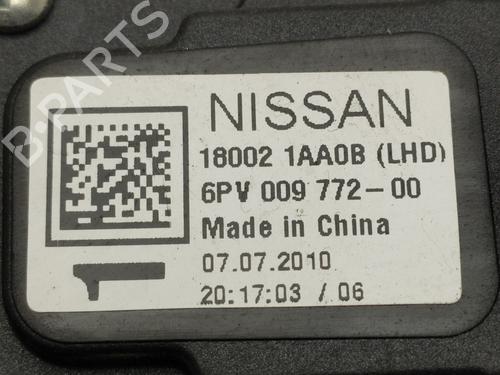 NISSAN
18002 1AA0B (LHD)
6PV 009 772-00
Made in China
07.07.2010
20:17:03 / 06
1
B-PARTS